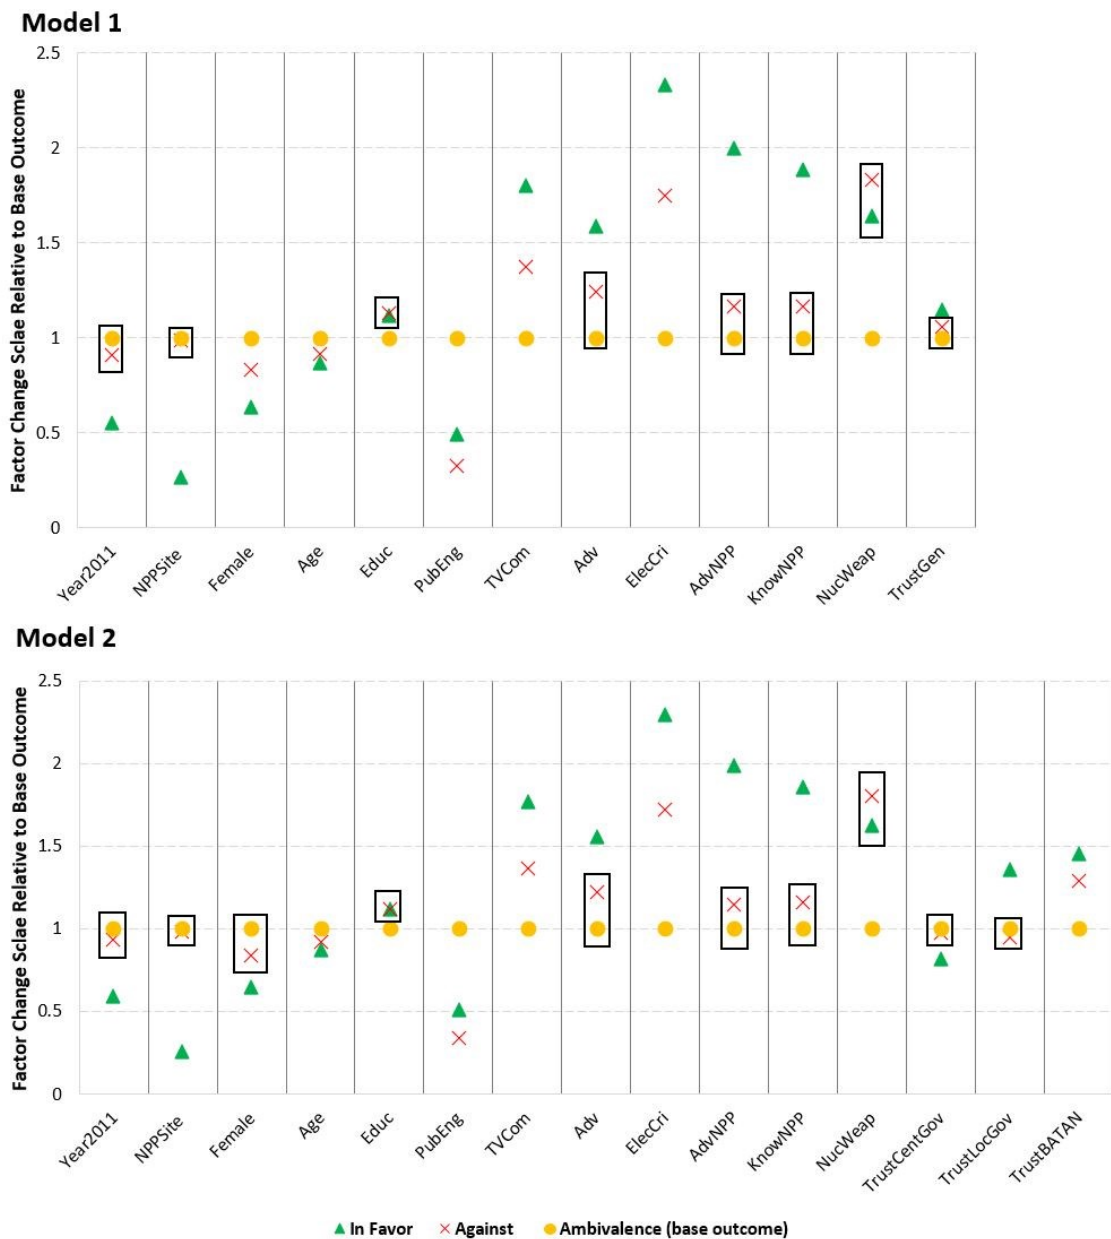 Model 1
Factor Change Sclae Relative to Base Outcome
2.5
2
1.5
1
0.5
0
Year2011
NPPSite
Female
Age
Educ
PubEng
TVCom
Adv
ElecCri
AdvNPP
KnowNPP
NucWeap
TrustGen
Model 2
Factor Change Sclae Relative to Base Outcome
2.5
2
1.5
1
0.5
0
Year2011
NPPSite
Female
Age
Educ
PubEng
TVCom
Adv
ElecCri
AdvNPP
KnowNPP
NucWeap
TrustCentGov
TrustLocGov
TrustBATAN
In Favor Against Ambivalence (base outcome)